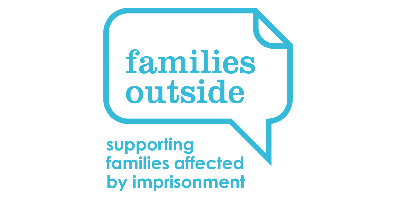 families
outside
supporting
families affected
by imprisonment